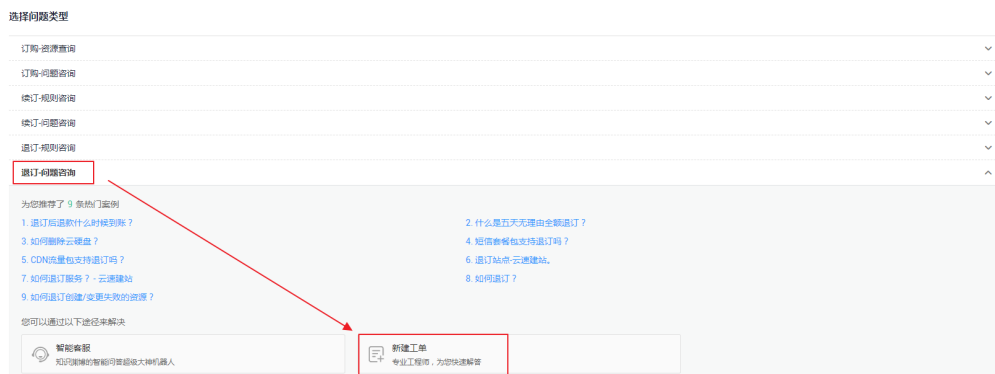 选择问题类型
订购-资源查询
订购-问题咨询
续订-规则咨询
续订-问题咨询
退订-规则咨询
退订-问题咨询
为您推荐了 9 条热门案例
1. 退订后退款什么时候到账？
2. 什么是五天无理由全额退订？
3. 如何删除云硬盘？
4. 短信套餐包支持退订吗？
5. CDN流量包支持退订吗？
6. 退订站点-云速建站。
7. 如何退订服务？ - 云速建站
8. 如何退订？
9. 如何退订创建/变更失败的资源？
您可以通过以下途径来解决
智能客服
知识渊博的智能问答超级大神机器人
新建工单
专业工程师，为您快速解答